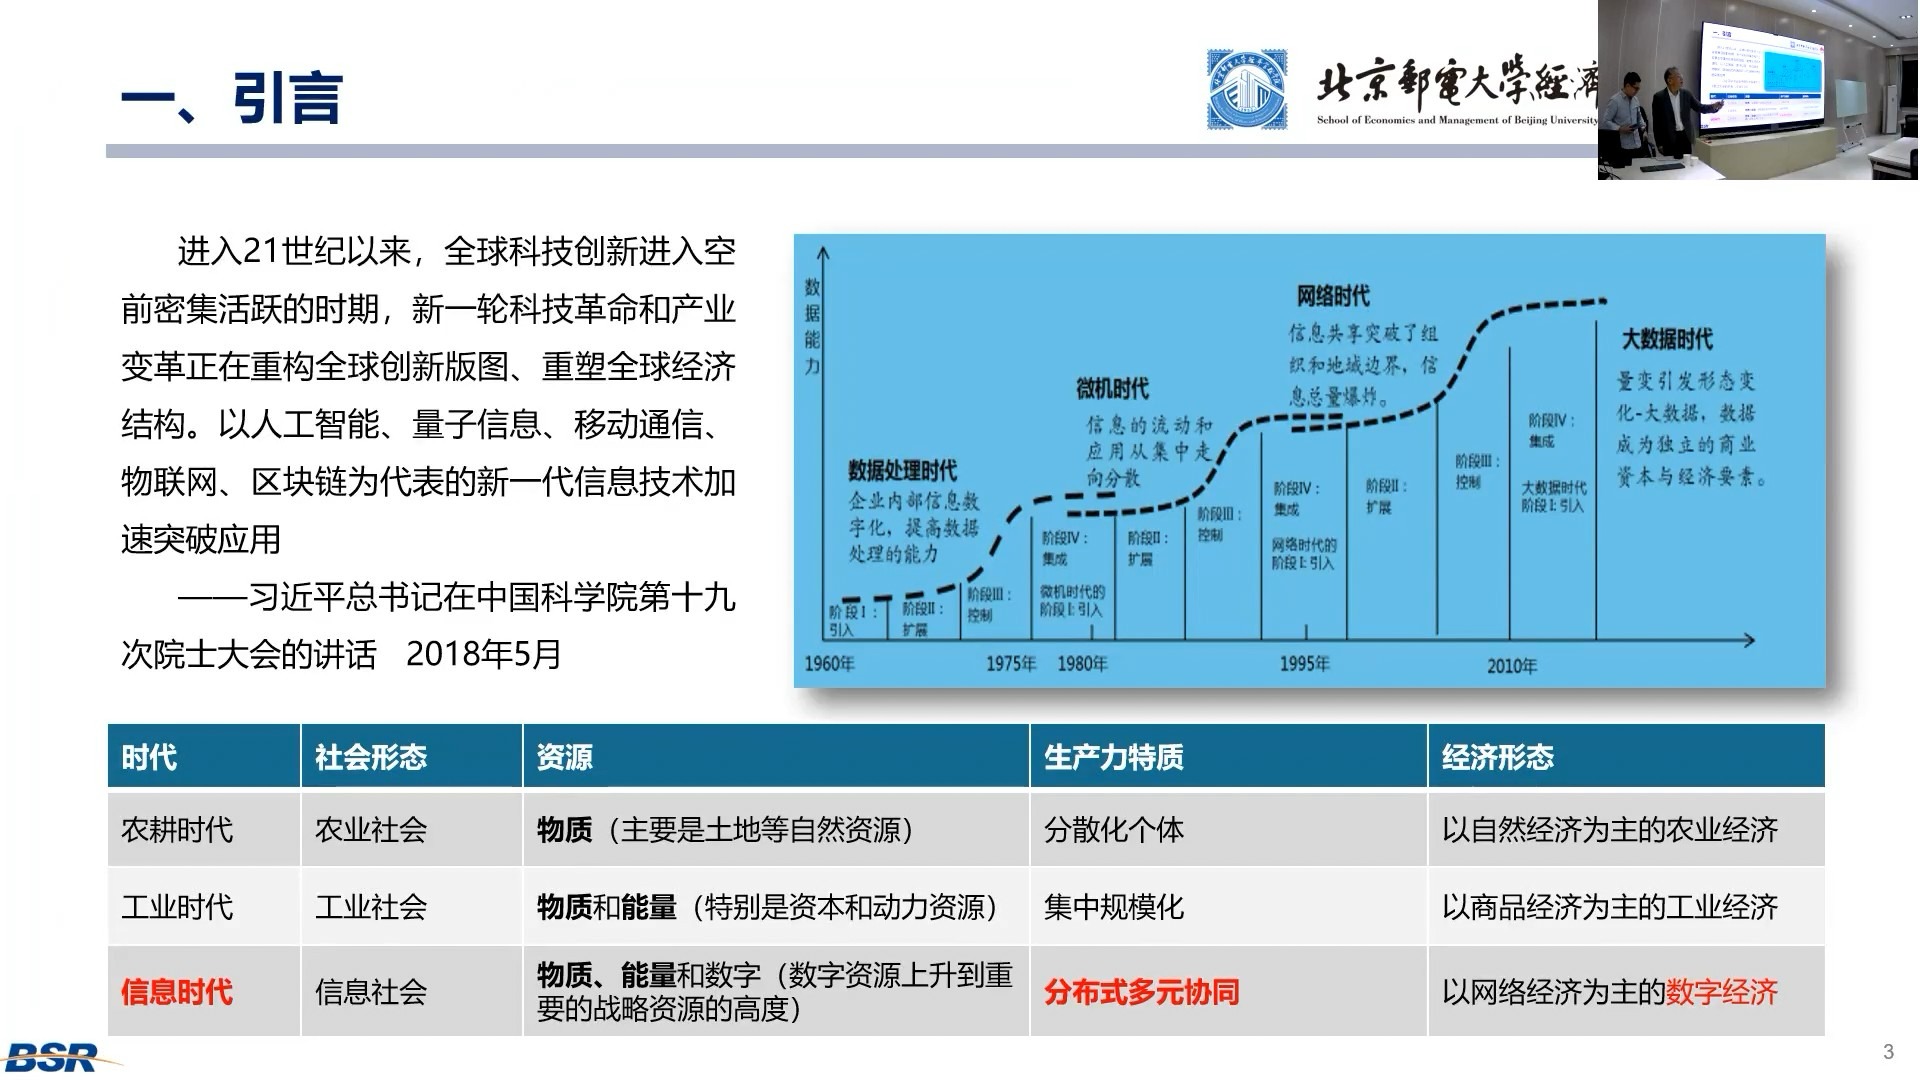 一、引言
北京郵電大學經濟
School of Economics and Management of Beijing University
进入21世纪以来，全球科技创新进入空
前密集活跃的时期，新一轮科技革命和产业
变革正在重构全球创新版图、重塑全球经济
结构。以人工智能、量子信息、移动通信、
物联网、区块链为代表的新一代信息技术加
速突破应用
——习近平总书记在中国科学院第十九
次院士大会的讲话 2018年5月
数据能力
数据处理时代
企业内部信息数
字化，提高数据
处理的能力
微机时代
信息的流动和
应用从集中走
向分散
网络时代
信息共享突破了组
织和地域边界，信
息总量爆炸。
大数据时代
量变引发形态变
化-大数据，数据
成为独立的商业
资本与经济要素。
阶段I：
引入
阶段II：
扩展
阶段III：
控制
阶段IV：
集成
微机时代的
阶段I:引入
阶段II：
扩展
阶段III：
控制
阶段IV：
集成
网络时代的
阶段I:引入
阶段II：
扩展
阶段III：
控制
阶段IV：
集成
大数据时代
阶段I:引入
1960年 1975年 1980年 1995年 2010年
时代 社会形态 资源 生产力特质 经济形态
农耕时代 农业社会 物质（主要是土地等自然资源） 分散化个体 以自然经济为主的农业经济
工业时代 工业社会 物质和能量（特别是资本和动力资源） 集中规模化 以商品经济为主的工业经济
信息时代 信息社会 物质、能量和数字（数字资源上升到重
要的战略资源的高度） 分布式多元协同 以网络经济为主的数字经济
BSR
3